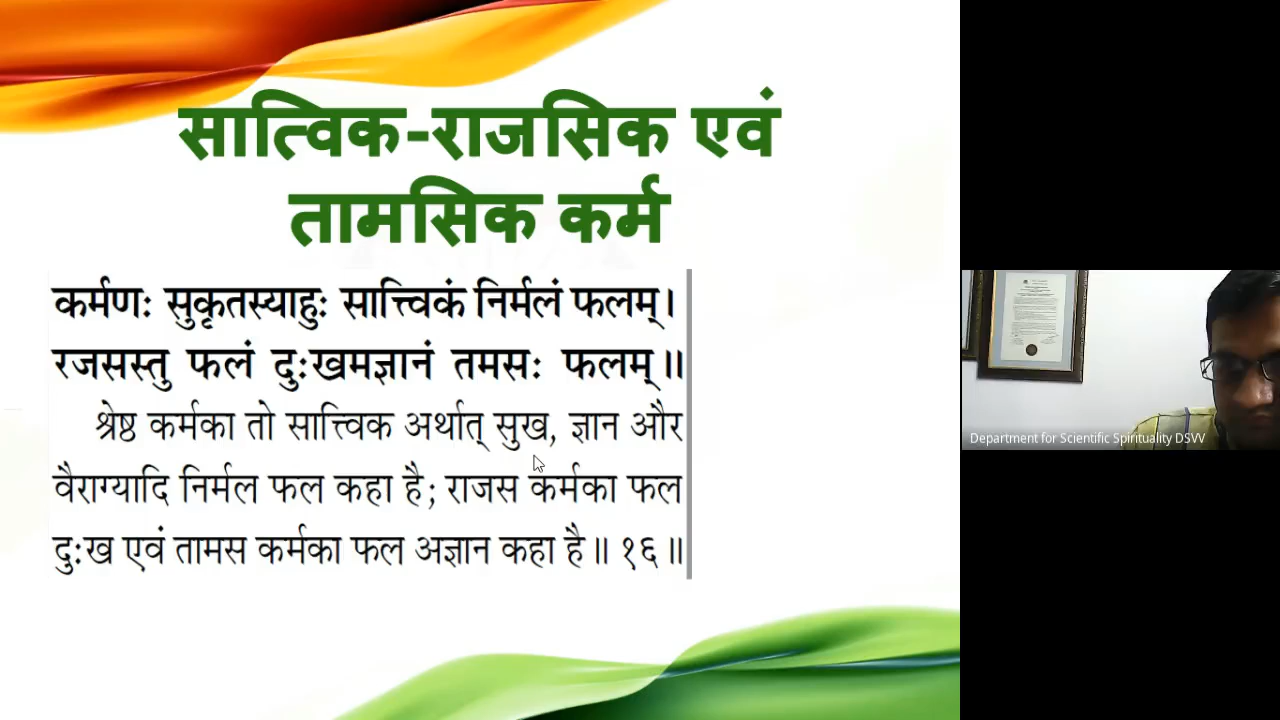 सात्विक-राजसिक एवं
तामसिक कर्म
कर्मणः सुकृतस्याहुः सात्त्विकं निर्मलं फलम्।
रजसस्तु फलं दुःखमज्ञानं तमसः फलम्॥
श्रेष्ठ कर्मका तो सात्त्विक अर्थात् सुख, ज्ञान और
वैराग्यादि निर्मल फल कहा है; राजस कर्मका फल
दुःख एवं तामस कर्मका फल अज्ञान कहा है॥ १६॥
Department for Scientific Spirituality DSVV